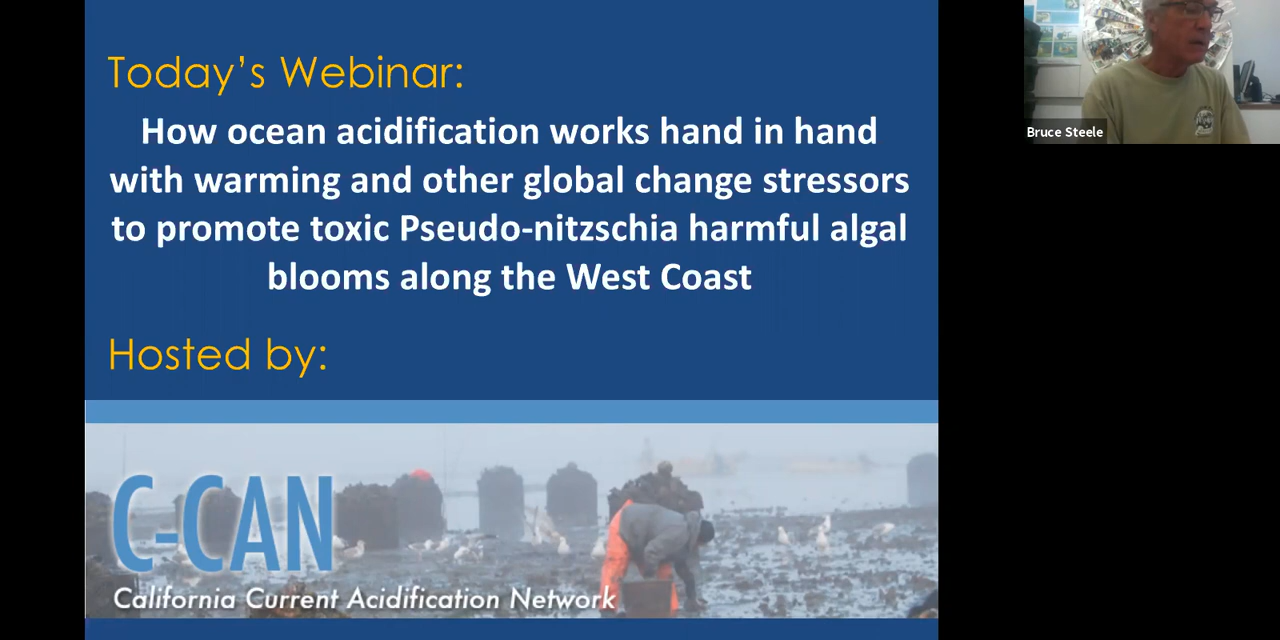 Today's Webinar:
How ocean acidification works hand in hand
with warming and other global change stressors
to promote toxic Pseudo-nitzschia harmful algal
blooms along the West Coast
Hosted by:
C-CAN
California Current Acidification Network
Bruce Steele